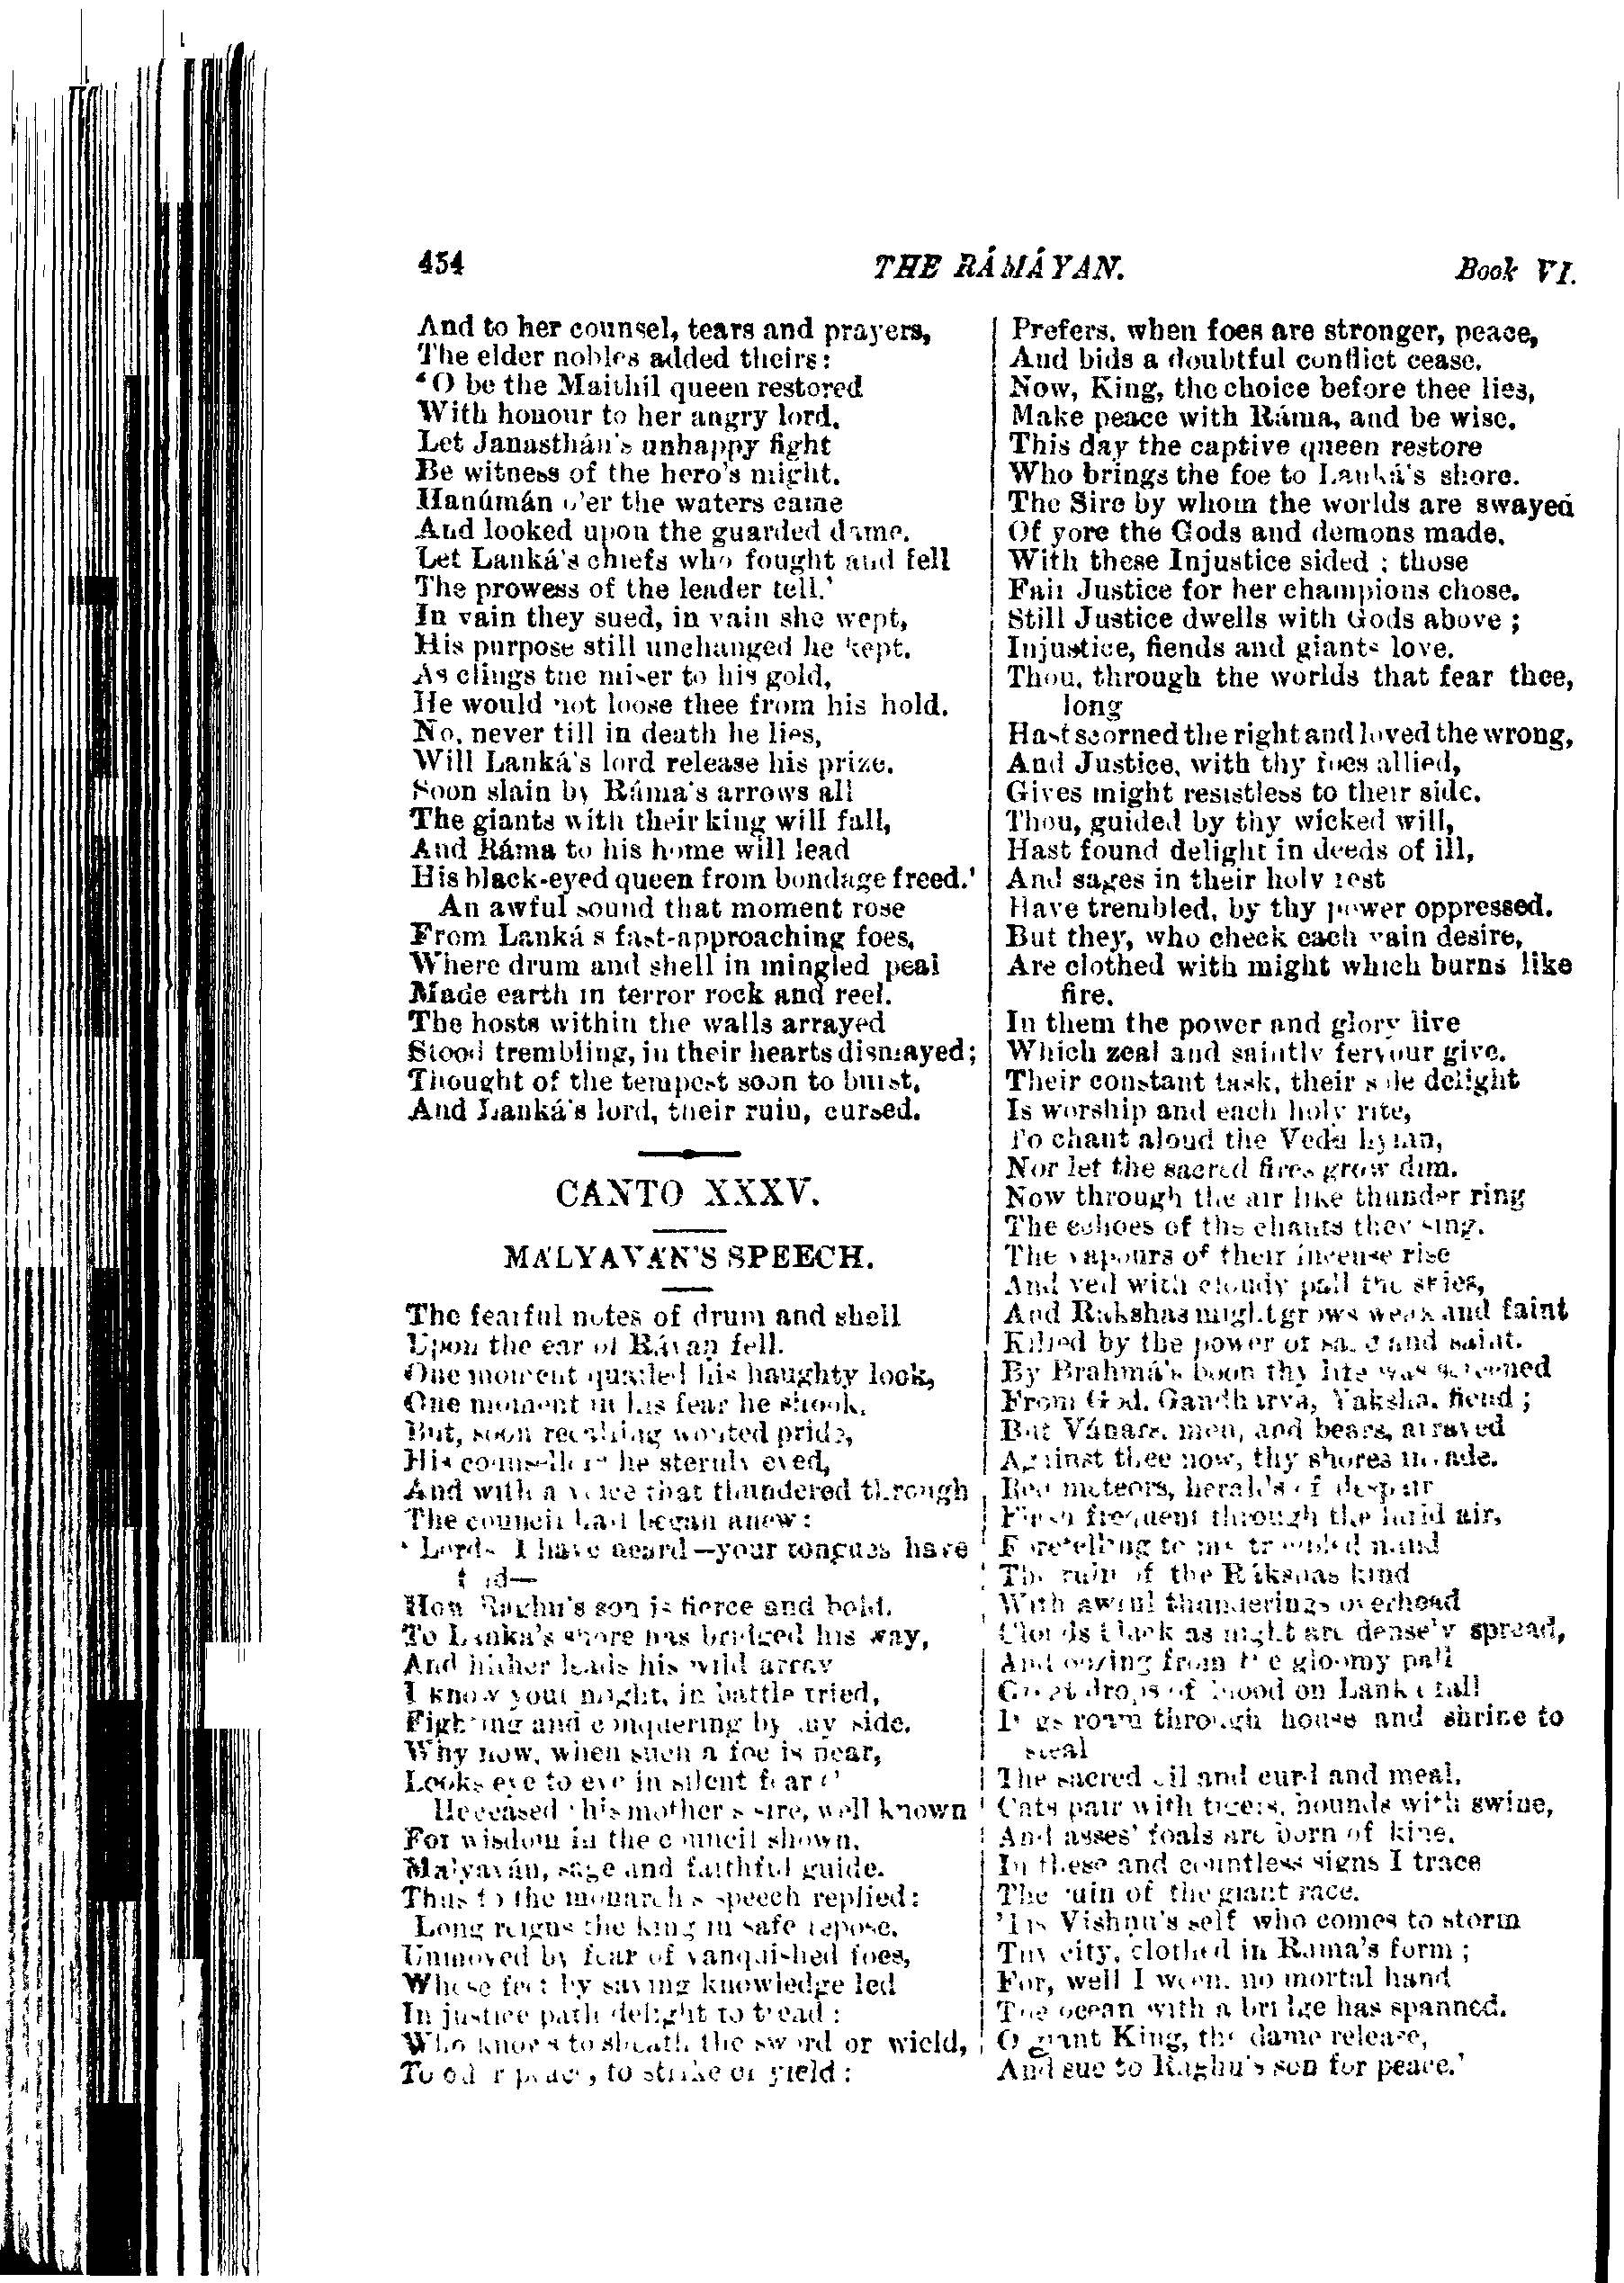 454 THE RÁMÁYAN. Book VI.
And to her counsel, tears and prayers,
The elder nobles added theirs:
‘O be the Maithil queen restored
With honour to her angry lord.
Let Janasthán's unhappy fight
Be witness of the hero's might.
Hanúmán o'er the waters came
And looked upon the guarded dame.
Let Lanká's chiefs who fought and fell
The prowess of the leader tell.’
In vain they sued, in vain she wept,
His purpose still unchanged he kept.
As clings the miser to his gold,
He would not loose thee from his hold.
No, never till in death he lies,
Will Lanká's lord release his prize.
Soon slain by Ráma's arrows all
The giants with their king will fall,
And Ráma to his home will lead
His black-eyed queen from bondage freed.’
An awful sound that moment rose
From Lanká's fast-approaching foes,
Where drum and shell in mingled peal
Made earth in terror rock and reel.
The hosts within the walls arrayed
Stood trembling, in their hearts dismayed;
Thought of the tempest soon to burst,
And Lanká's lord, their ruin, cursed.
CANTO XXXV.
MÁLYAVÁN'S SPEECH.
The fearful notes of drum and shell
Upon the ear of Rávaṇ fell.
One moment quailed his haughty look,
One moment in his fear he shook,
But, soon recalling wonted pride,
His counsellors he sternly eyed,
And with a voice that thundered through
The council hall began anew:
‘Lords, I have heard—your tongues have
told—
How Raghu's son is fierce and bold.
To Lanká's shore has bridged his way,
And hither leads his wild array
I know your might, in battle tried,
Fighting and conquering by my side.
Why now, when such a foe is near,
Looks eye to eye in silent fear?’
He ceased, his mother's sire, well known
For wisdom in the council shown,
Malyaván, sage and faithful guide.
Thus to the monarch's speech replied:
‘Long reigns the king in safe repose,
Unmoved by fear of vanquished foes,
Whose feet by saving knowledge led
In justice path delight to tread:
Who knows to sheath the sword or wield,
To order peace, to strike or yield:
Prefers, when foes are stronger, peace,
And bids a doubtful conflict cease.
Now, King, the choice before thee lies,
Make peace with Ráma, and be wise.
This day the captive queen restore
Who brings the foe to Lanká's shore.
The Sire by whom the worlds are swayed
Of yore the Gods and demons made.
With these Injustice sided; those
Fair Justice for her champions chose.
Still Justice dwells with Gods above;
Injustice, fiends and giants love.
Thou, through the worlds that fear thee,
long
Hast scorned the right and loved the wrong,
And Justice, with thy foes allied,
Gives might resistless to their side.
Thou, guided by thy wicked will,
Hast found delight in deeds of ill,
And sages in their holy rest
Have trembled, by thy power oppressed.
But they, who check each vain desire,
Are clothed with might which burns like
fire.
In them the power and glory live
Which zeal and saintly fervour give.
Their constant task, their sole delight
Is worship and each holy rite,
To chant aloud the Veda hymn,
Nor let the sacred fires grow dim.
Now through the air like thunder ring
The echoes of the chants they sing.
The vapours of their incense rise
And veil with cloudy pall the skies,
And Rakshas might grows weak and faint
Killed by the power of sage and saint.
By Brahmá's boon thy life was screened
From God, Gandharva, Yaksha, fiend;
But Vánars, men, and bears, arrayed
Against thee now, thy shores invade.
Red meteors, heralds of despair
Flash frequent through the lurid air,
Foretelling to my troubled mind
The ruin of the Rákshas kind
With awful thunderings overhead
Clouds black as night are densely spread,
And oozing from the gloomy pall
Great drops of blood on Lanká fall
Dogs roam through house and shrine to
steal
The sacred oil and curd and meal,
Cats pair with tigers, hounds with swine,
And asses' foals are born of kine.
In these and countless signs I trace
The ruin of the giant race.
'Tis Vishṇu's self who comes to storm
Thy city, clothed in Ráma's form;
For, well I ween, no mortal hand
The ocean with a bridge has spanned.
O giant King, the dame release,
And sue to Raghu's son for peace.’